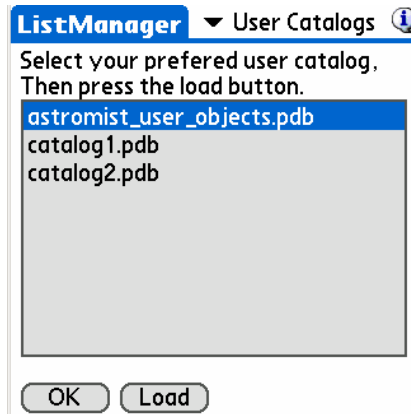 ListManager User Catalogs
Select your prefered user catalog,
Then press the load button.
astromist_user_objects.pdb
catalog1.pdb
catalog2.pdb
OK Load